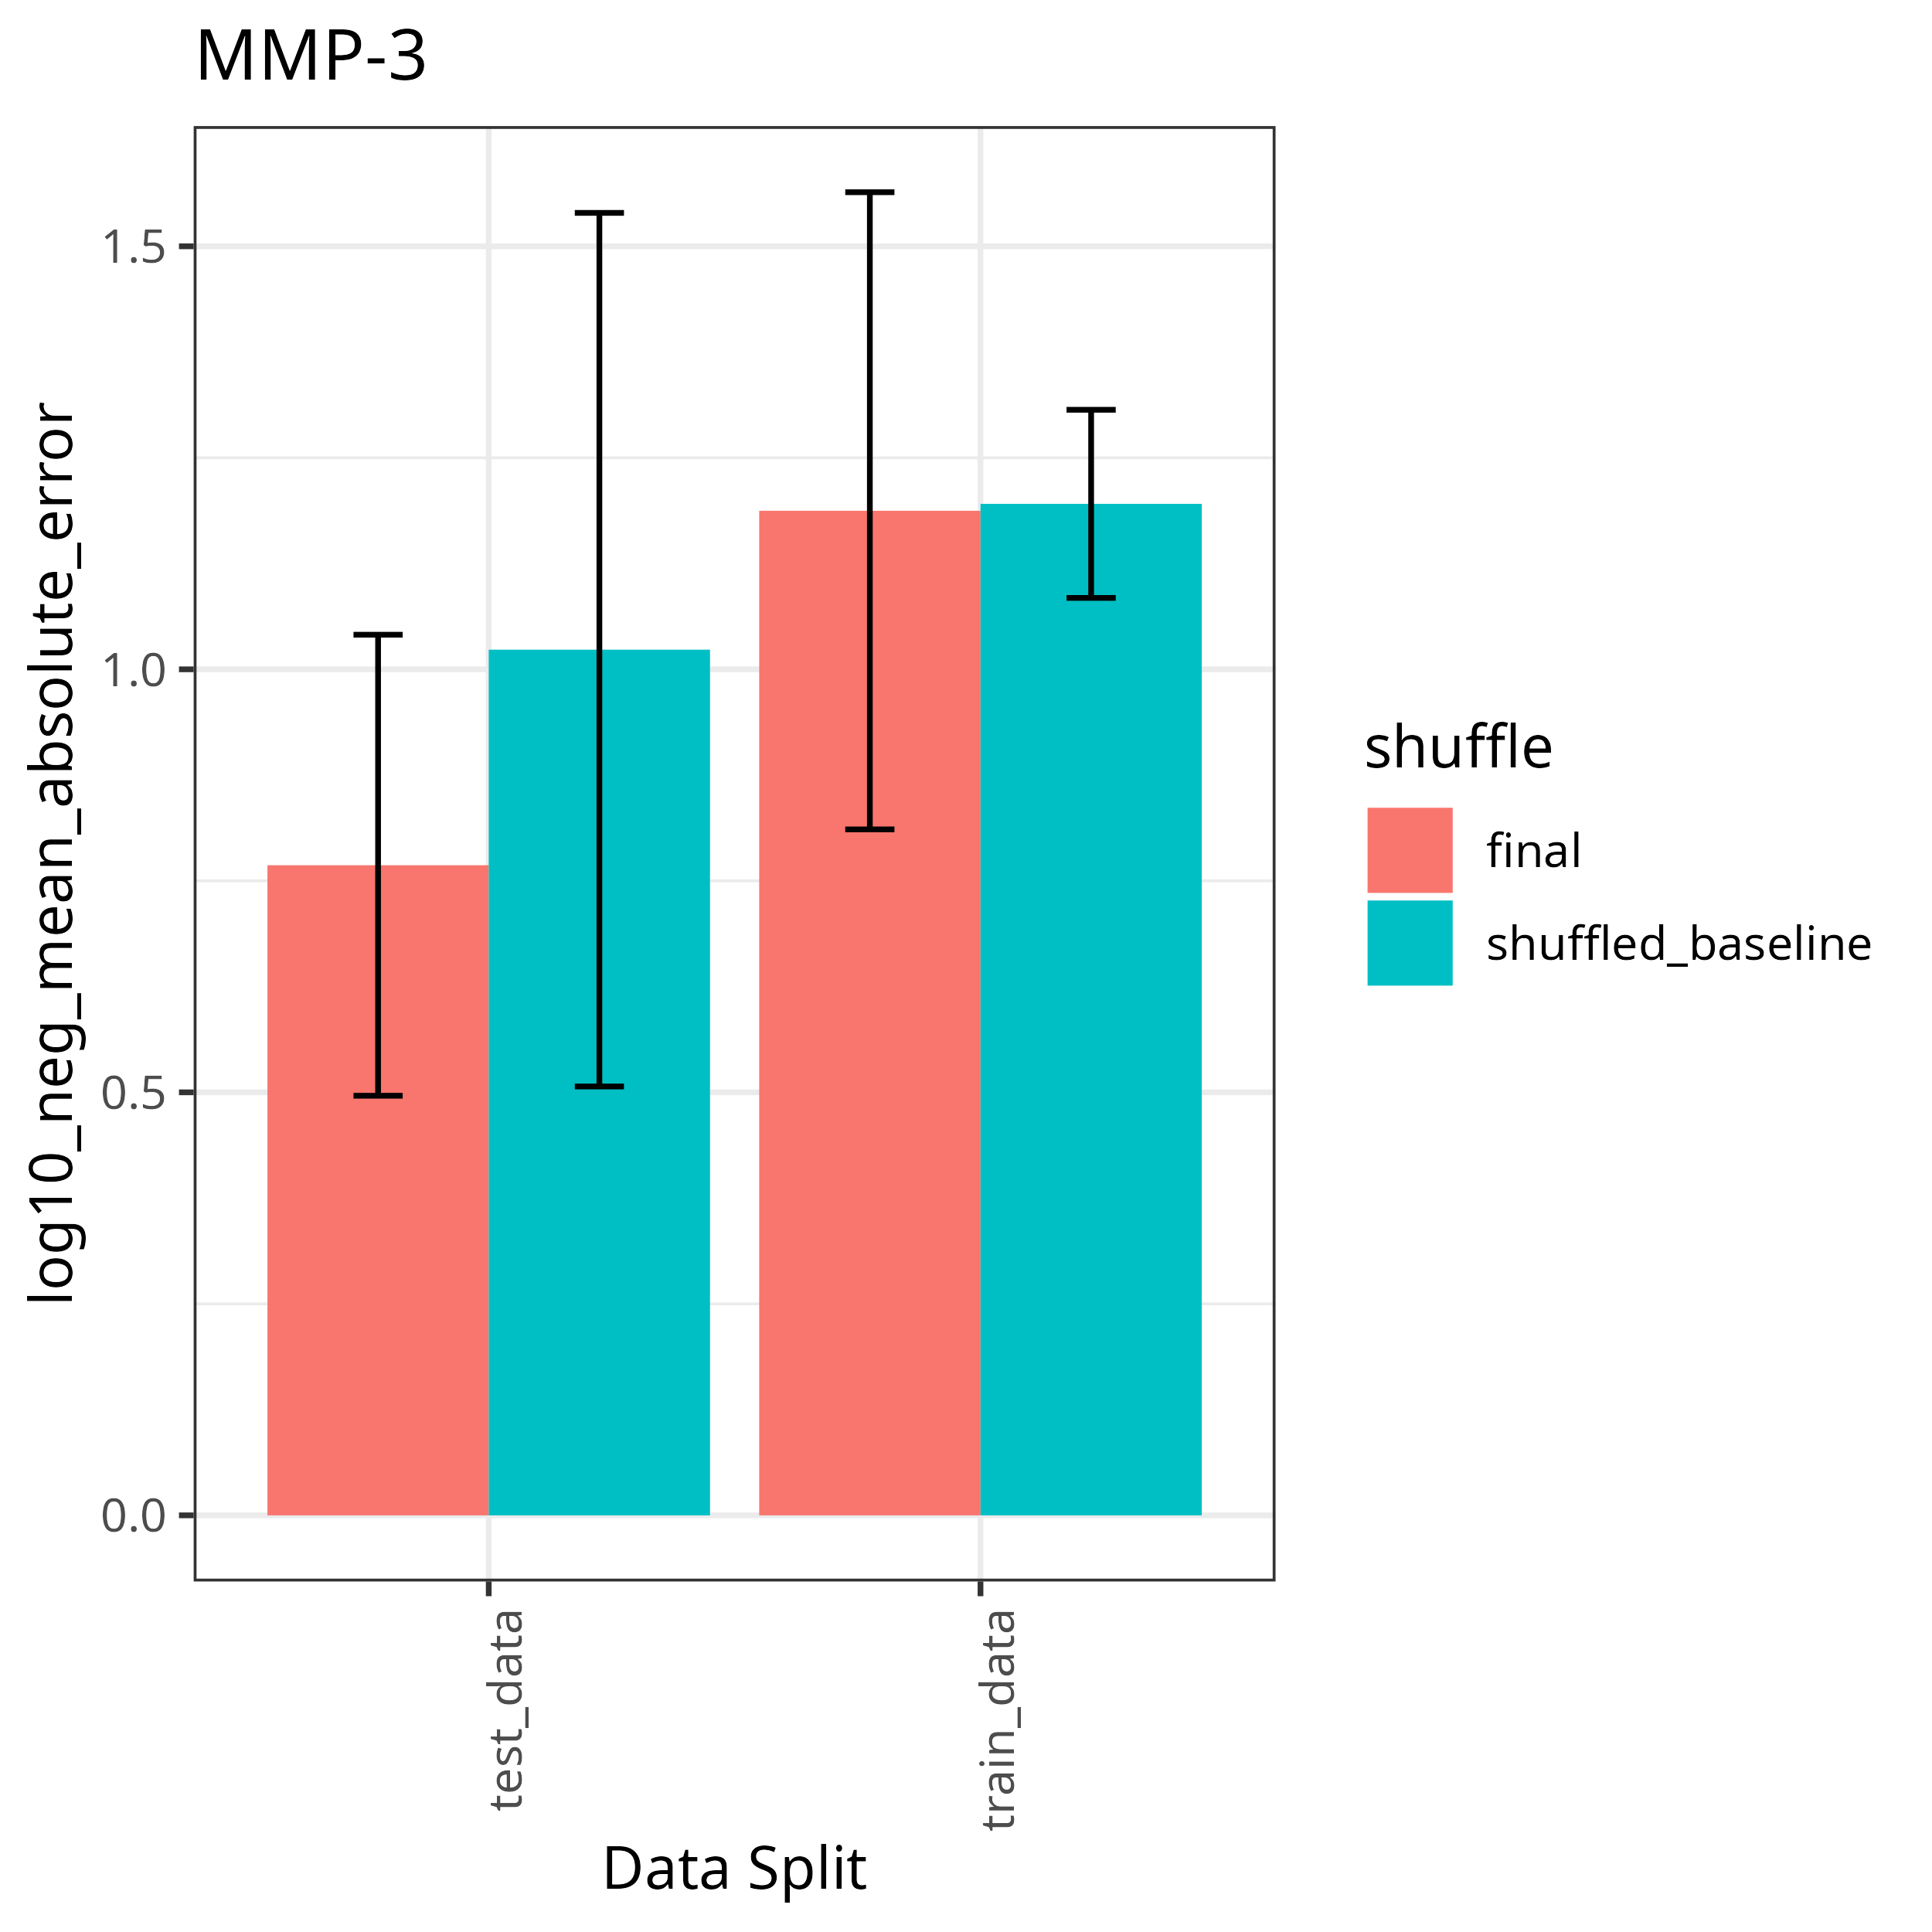 MMP-3
log10_neg_mean_absolute_error
1.5
1.0
0.5
0.0
test_data
train_data
Data Split
shuffle
final
shuffled_baseline